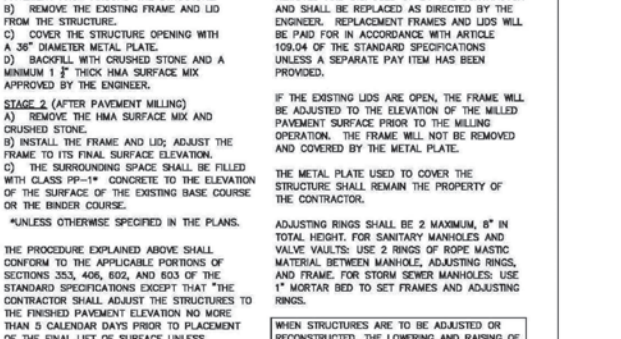 B) REMOVE THE EXISTING FRAME AND LID
FROM THE STRUCTURE.
C) COVER THE STRUCTURE OPENING WITH
A 36" DIAMETER METAL PLATE.
D) BACKFILL WITH CRUSHED STONE AND A
MINIMUM 1 ½" THICK HMA SURFACE MIX
APPROVED BY THE ENGINEER.
STAGE 2 (AFTER PAVEMENT MILLING)
A) REMOVE THE HMA SURFACE MIX AND
CRUSHED STONE.
B) INSTALL THE FRAME AND LID; ADJUST THE
FRAME TO ITS FINAL SURFACE ELEVATION.
C) THE SURROUNDING SPACE SHALL BE FILLED
WITH CLASS PP-1* CONCRETE TO THE ELEVATION
OF THE SURFACE OF THE EXISTING BASE COURSE
OR THE BINDER COURSE.
*UNLESS OTHERWISE SPECIFIED IN THE PLANS.
THE PROCEDURE EXPLAINED ABOVE SHALL
CONFORM TO THE APPLICABLE PORTIONS OF
SECTIONS 353, 406, 602, AND 603 OF THE
STANDARD SPECIFICATIONS EXCEPT THAT "THE
CONTRACTOR SHALL ADJUST THE STRUCTURES TO
THE FINISHED PAVEMENT ELEVATION NO MORE
THAN 5 CALENDAR DAYS PRIOR TO PLACEMENT
OF THE FINAL LIFT OF SURFACE UNLESS
AND SHALL BE REPLACED AS DIRECTED BY THE
ENGINEER. REPLACEMENT FRAMES AND LIDS WILL
BE PAID FOR IN ACCORDANCE WITH ARTICLE
109.04 OF THE STANDARD SPECIFICATIONS
UNLESS A SEPARATE PAY ITEM HAS BEEN
PROVIDED.
IF THE EXISTING LIDS ARE OPEN, THE FRAME WILL
BE ADJUSTED TO THE ELEVATION OF THE MILLED
PAVEMENT SURFACE PRIOR TO THE MILLING
OPERATION. THE FRAME WILL NOT BE REMOVED
AND COVERED BY THE METAL PLATE.
THE METAL PLATE USED TO COVER THE
STRUCTURE SHALL REMAIN THE PROPERTY OF
THE CONTRACTOR.
ADJUSTING RINGS SHALL BE 2 MAXIMUM, 8" IN
TOTAL HEIGHT. FOR SANITARY MANHOLES AND
VALVE VAULTS: USE 2 RINGS OF ROPE MASTIC
MATERIAL BETWEEN MANHOLE, ADJUSTING RINGS,
AND FRAME. FOR STORM SEWER MANHOLES: USE
1" MORTAR BED TO SET FRAMES AND ADJUSTING
RINGS.
WHEN STRUCTURES ARE TO BE ADJUSTED OR
RECONSTRUCTED, THE LOWERING AND RAISING OF